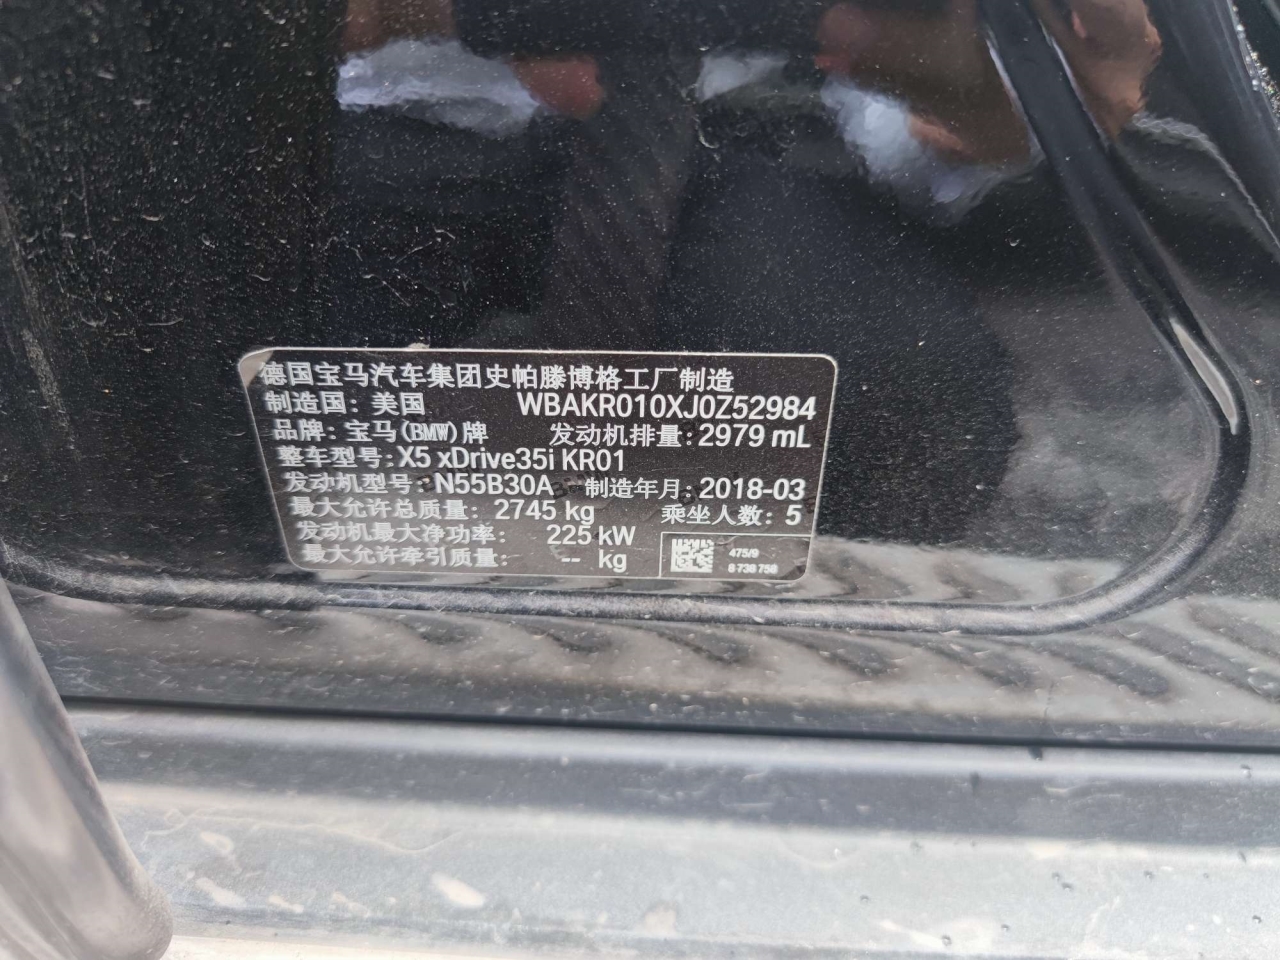 德国宝马汽车集团史帕滕博格工厂制造
制造国: 美国 WBAKR010XJ0Z52984
品牌: 宝马(BMW)牌 发动机排量: 2979 mL
整车型号: X5 xDrive35i KR01
发动机型号: N55B30A 制造年月: 2018-03
最大允许总质量: 2745 kg 乘坐人数: 5
发动机最大净功率: 225 kW
最大允许牵引质量: -- kg
475/9
8 738 758